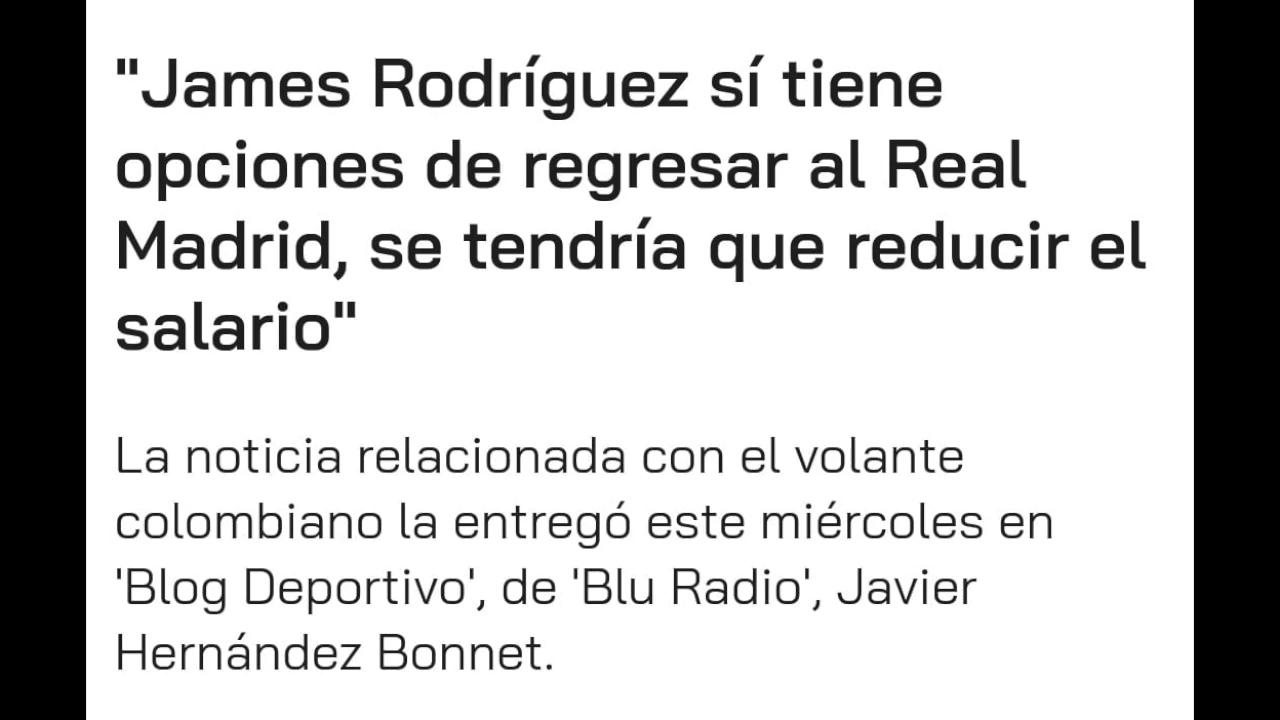 "James Rodríguez sí tiene
opciones de regresar al Real
Madrid, se tendría que reducir el
salario"
La noticia relacionada con el volante
colombiano la entregó este miércoles en
'Blog Deportivo', de 'Blu Radio', Javier
Hernández Bonnet.